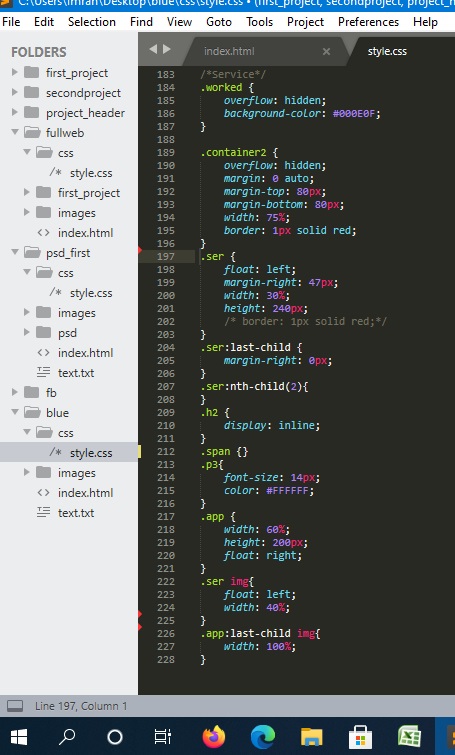 C:\Users\Imran\Desktop\blue\css\style.css • (first_project, secondproject, project_h
File Edit Selection Find View Goto Tools Project Preferences Help
FOLDERS
first_project
secondproject
project_header
fullweb
css
/* style.css
first_project
images
<> index.html
psd_first
css
/* style.css
images
psd
<> index.html
text.txt
fb
blue
css
/* style.css
images
<> index.html
text.txt
index.html × style.css
183 /*Service*/
184 .worked {
185 overflow: hidden;
186 background-color: #000E0F;
187 }
188
189 .container2 {
190 overflow: hidden;
191 margin: 0 auto;
192 margin-top: 80px;
193 margin-bottom: 80px;
194 width: 75%;
195 border: 1px solid red;
196 }
197 .ser {
198 float: left;
199 margin-right: 47px;
200 width: 30%;
201 height: 240px;
202 /* border: 1px solid red;*/
203 }
204 .ser:last-child {
205 margin-right: 0px;
206 }
207 .ser:nth-child(2){
208 }
209 .h2 {
210 display: inline;
211 }
212 .span {}
213 .p3{
214 font-size: 14px;
215 color: #FFFFFF;
216 }
217 .app {
218 width: 60%;
219 height: 200px;
220 float: right;
221 }
222 .ser img{
223 float: left;
224 width: 40%;
225 }
226 .app:last-child img{
227 width: 100%;
228 }
Line 197, Column 1